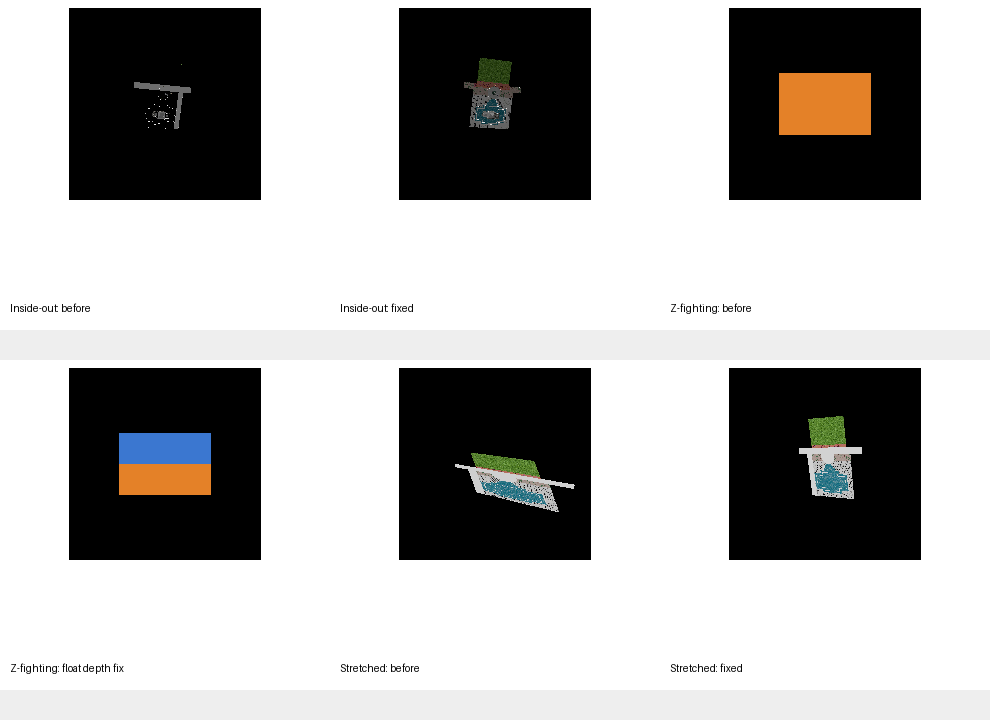 Inside-out: before
Inside-out: fixed
Z-fighting: before
Z-fighting: float depth fix
Stretched: before
Stretched: fixed